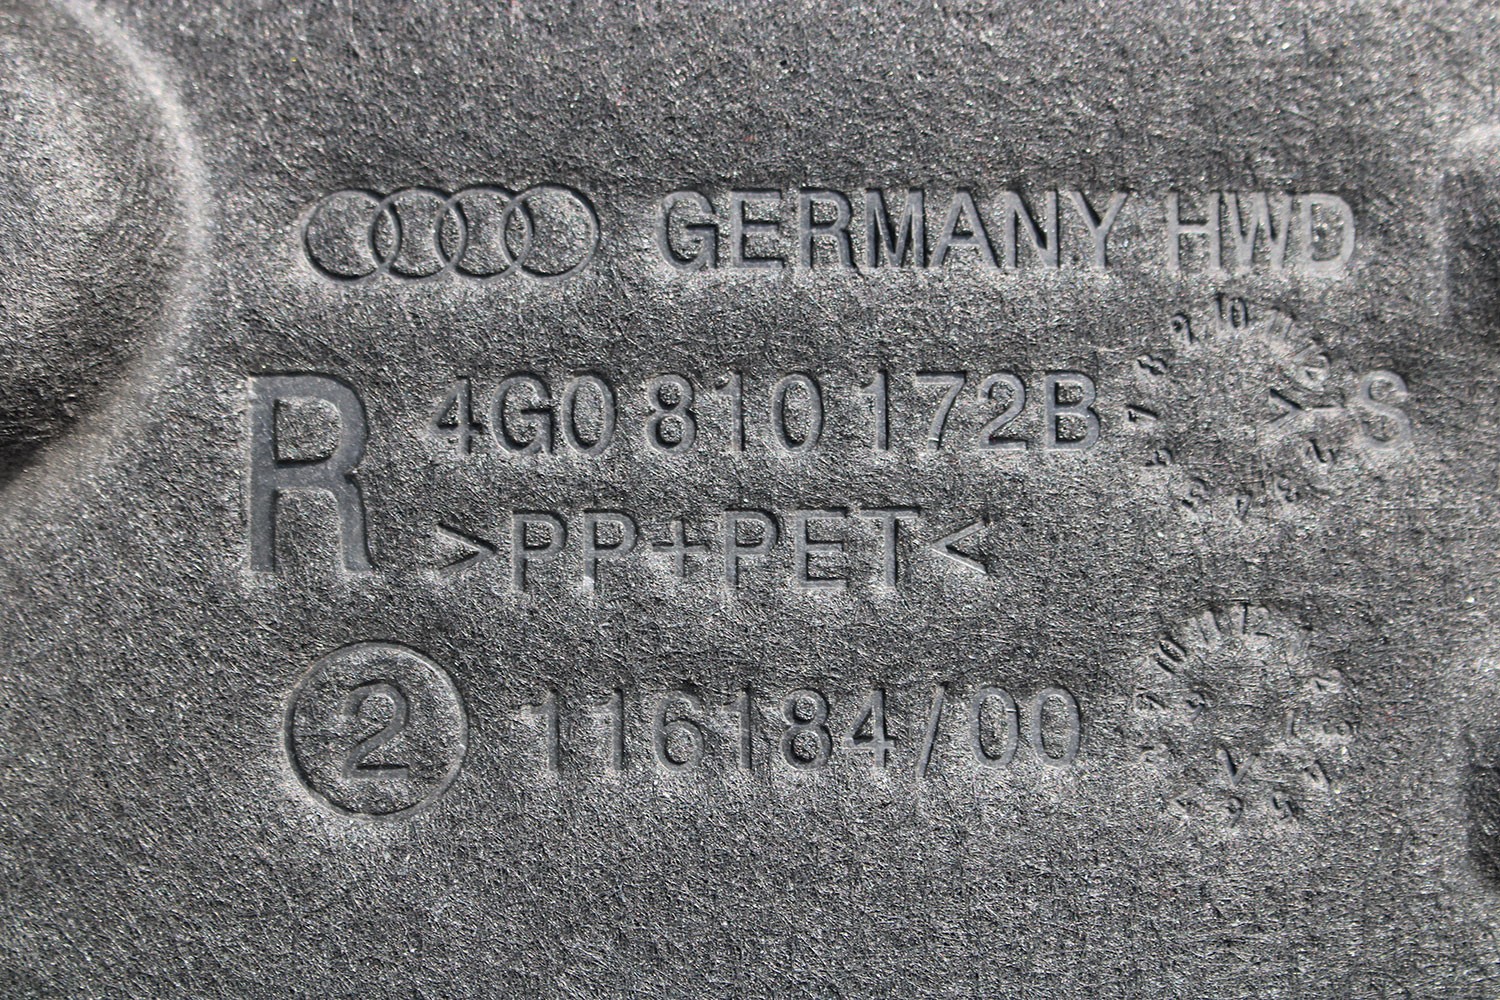 GERMANY HWD
R 4G0 810 172B S
>PP+PET<
2 116184/00